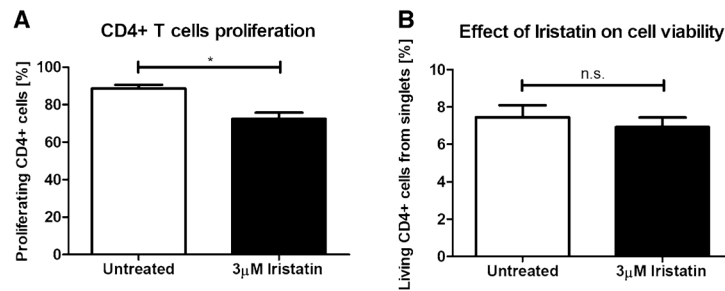 A
CD4+ T cells proliferation
Proliferating CD4+ cells [%]
100
80
60
40
20
0
*
Untreated
3μM Iristatin
B
Effect of Iristatin on cell viability
Living CD4+ cells from singlets [%]
10
8
6
4
2
0
n.s.
Untreated
3μM Iristatin